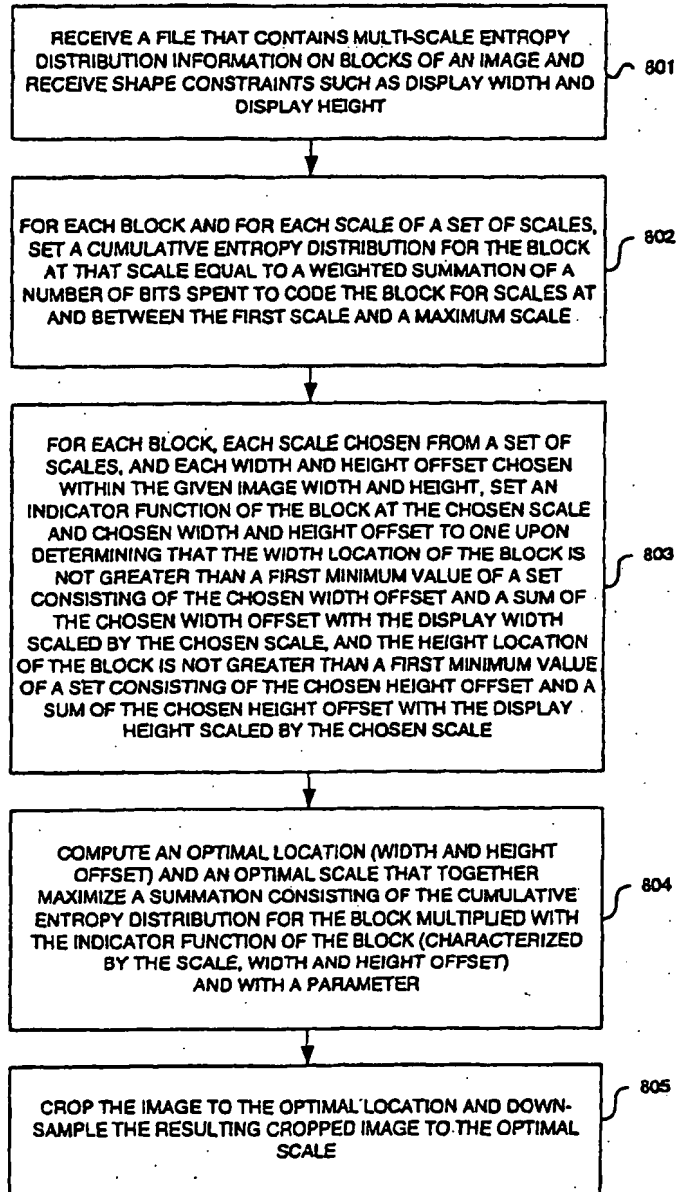 RECEIVE A FILE THAT CONTAINS MULTI-SCALE ENTROPY
DISTRIBUTION INFORMATION ON BLOCKS OF AN IMAGE AND
RECEIVE SHAPE CONSTRAINTS SUCH AS DISPLAY WIDTH AND
DISPLAY HEIGHT
801
FOR EACH BLOCK AND FOR EACH SCALE OF A SET OF SCALES,
SET A CUMULATIVE ENTROPY DISTRIBUTION FOR THE BLOCK
AT THAT SCALE EQUAL TO A WEIGHTED SUMMATION OF A
NUMBER OF BITS SPENT TO CODE THE BLOCK FOR SCALES AT
AND BETWEEN THE FIRST SCALE AND A MAXIMUM SCALE
802
FOR EACH BLOCK, EACH SCALE CHOSEN FROM A SET OF
SCALES, AND EACH WIDTH AND HEIGHT OFFSET CHOSEN
WITHIN THE GIVEN IMAGE WIDTH AND HEIGHT, SET AN
INDICATOR FUNCTION OF THE BLOCK AT THE CHOSEN SCALE
AND CHOSEN WIDTH AND HEIGHT OFFSET TO ONE UPON
DETERMINING THAT THE WIDTH LOCATION OF THE BLOCK IS
NOT GREATER THAN A FIRST MINIMUM VALUE OF A SET
CONSISTING OF THE CHOSEN WIDTH OFFSET AND A SUM OF
THE CHOSEN WIDTH OFFSET WITH THE DISPLAY WIDTH
SCALED BY THE CHOSEN SCALE, AND THE HEIGHT LOCATION
OF THE BLOCK IS NOT GREATER THAN A FIRST MINIMUM VALUE
OF A SET CONSISTING OF THE CHOSEN HEIGHT OFFSET AND A
SUM OF THE CHOSEN HEIGHT OFFSET WITH THE DISPLAY
HEIGHT SCALED BY THE CHOSEN SCALE
803
COMPUTE AN OPTIMAL LOCATION (WIDTH AND HEIGHT
OFFSET) AND AN OPTIMAL SCALE THAT TOGETHER
MAXIMIZE A SUMMATION CONSISTING OF THE CUMULATIVE
ENTROPY DISTRIBUTION FOR THE BLOCK MULTIPLIED WITH
THE INDICATOR FUNCTION OF THE BLOCK (CHARACTERIZED
BY THE SCALE, WIDTH AND HEIGHT OFFSET)
AND WITH A PARAMETER
804
CROP THE IMAGE TO THE OPTIMAL LOCATION AND DOWN-
SAMPLE THE RESULTING CROPPED IMAGE TO THE OPTIMAL
SCALE
805